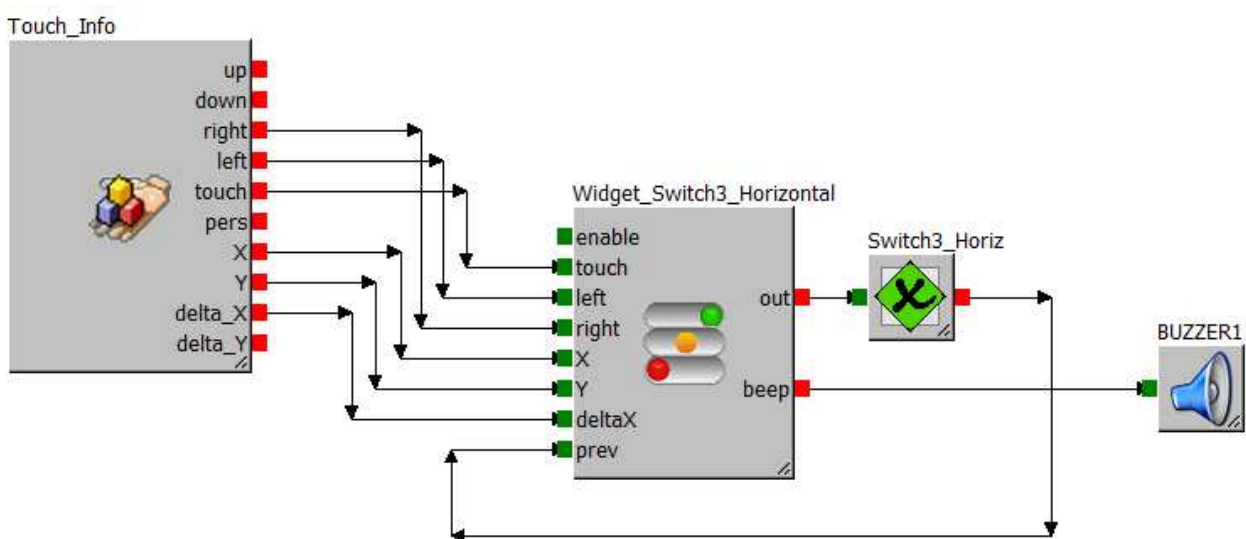 Touch_Info
up
down
right
left
touch
pers
X
Y
delta_X
delta_Y
Widget_Switch3_Horizontal
enable
touch
left
right
X
Y
deltaX
prev
out
beep
Switch3_Horiz
BUZZER1